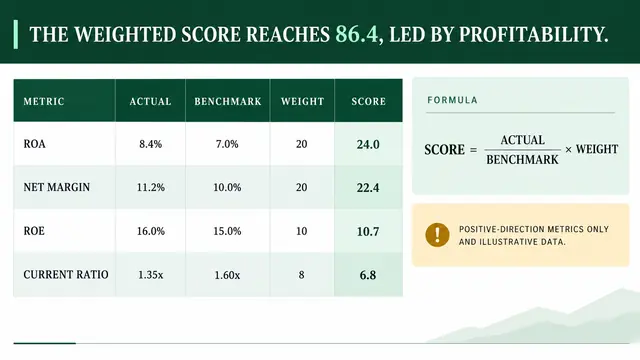 THE WEIGHTED SCORE REACHES 86.4, LED BY PROFITABILITY.
METRIC ACTUAL BENCHMARK WEIGHT SCORE
ROA 8.4% 7.0% 20 24.0
NET MARGIN 11.2% 10.0% 20 22.4
ROE 16.0% 15.0% 10 10.7
CURRENT RATIO 1.35x 1.60x 8 6.8
FORMULA
SCORE = ACTUAL / BENCHMARK × WEIGHT
POSITIVE-DIRECTION METRICS ONLY
AND ILLUSTRATIVE DATA.